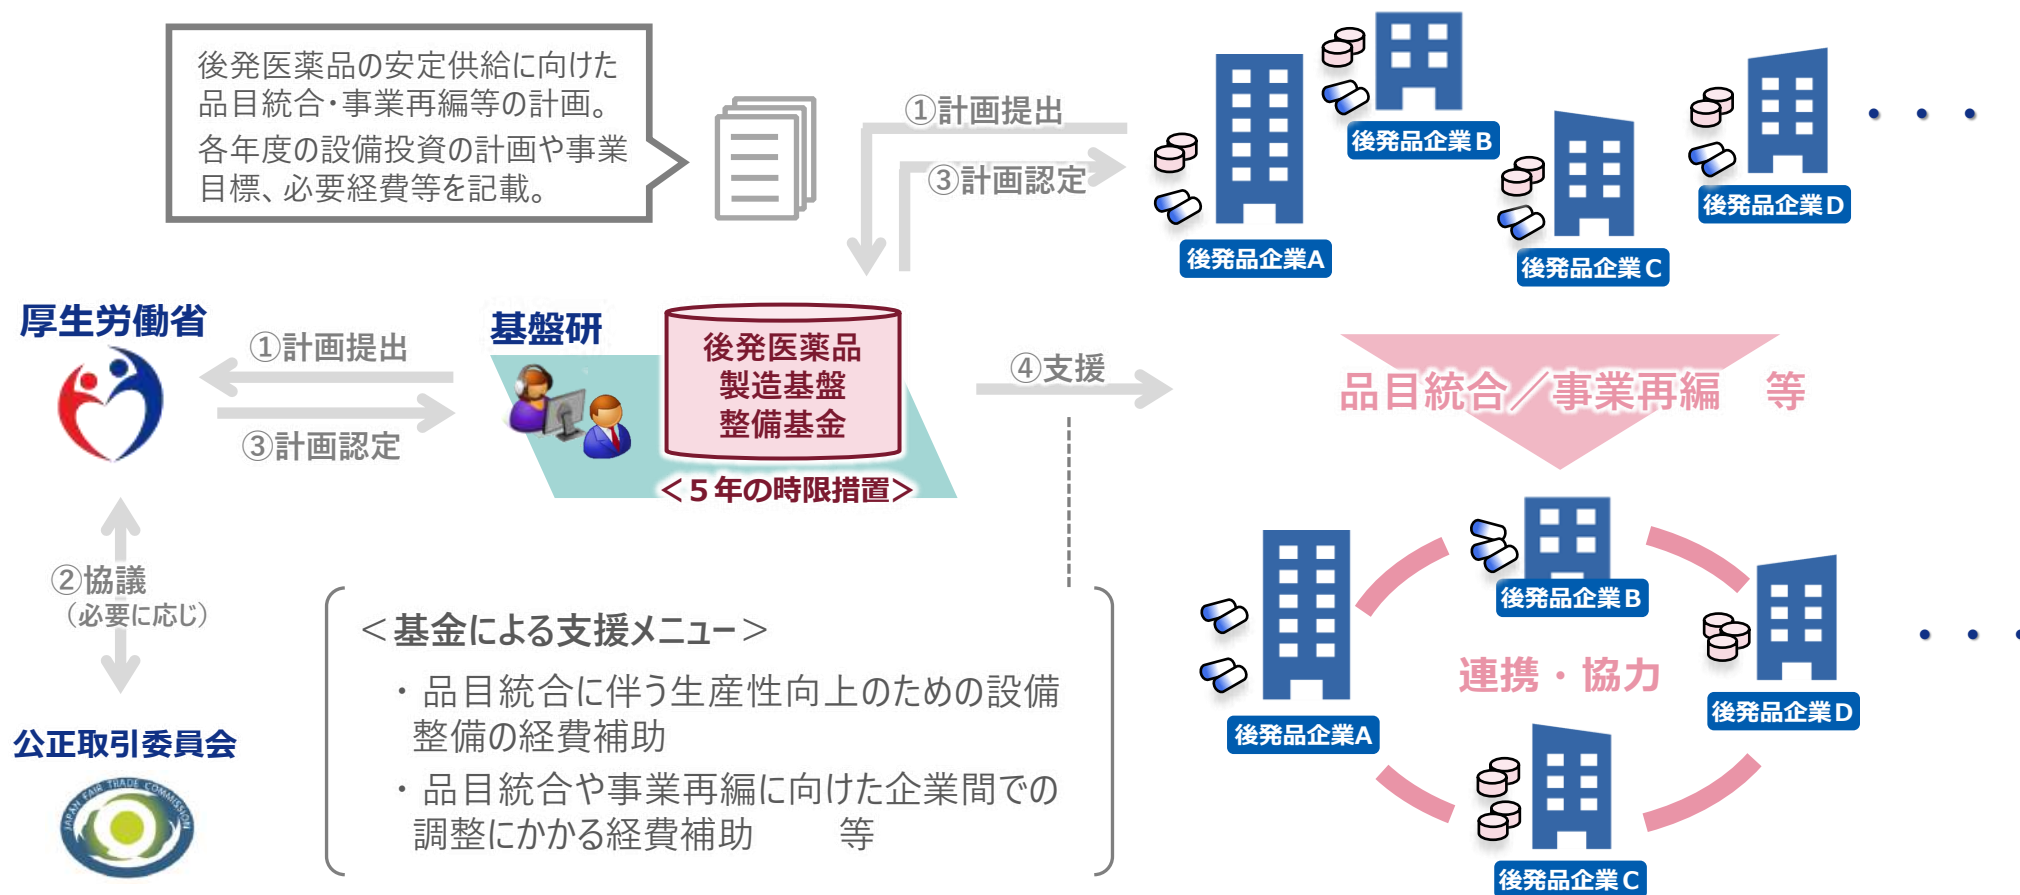 後発医薬品の安定供給に向けた
品目統合・事業再編等の計画。
各年度の設備投資の計画や事業
目標、必要経費等を記載。
①計画提出
③計画認定
後発品企業A
後発品企業B
後発品企業C
後発品企業D
・・・
厚生労働省
①計画提出
③計画認定
基盤研
後発医薬品
製造基盤
整備基金
＜５年の時限措置＞
④支援
品目統合／事業再編　等
②協議
（必要に応じ）
公正取引委員会
JAPAN FAIR TRADE COMMISSION
＜基金による支援メニュー＞
・品目統合に伴う生産性向上のための設備
整備の経費補助
・品目統合や事業再編に向けた企業間での
調整にかかる経費補助　　等
後発品企業A
後発品企業B
後発品企業D
連携・協力
後発品企業C
・・・